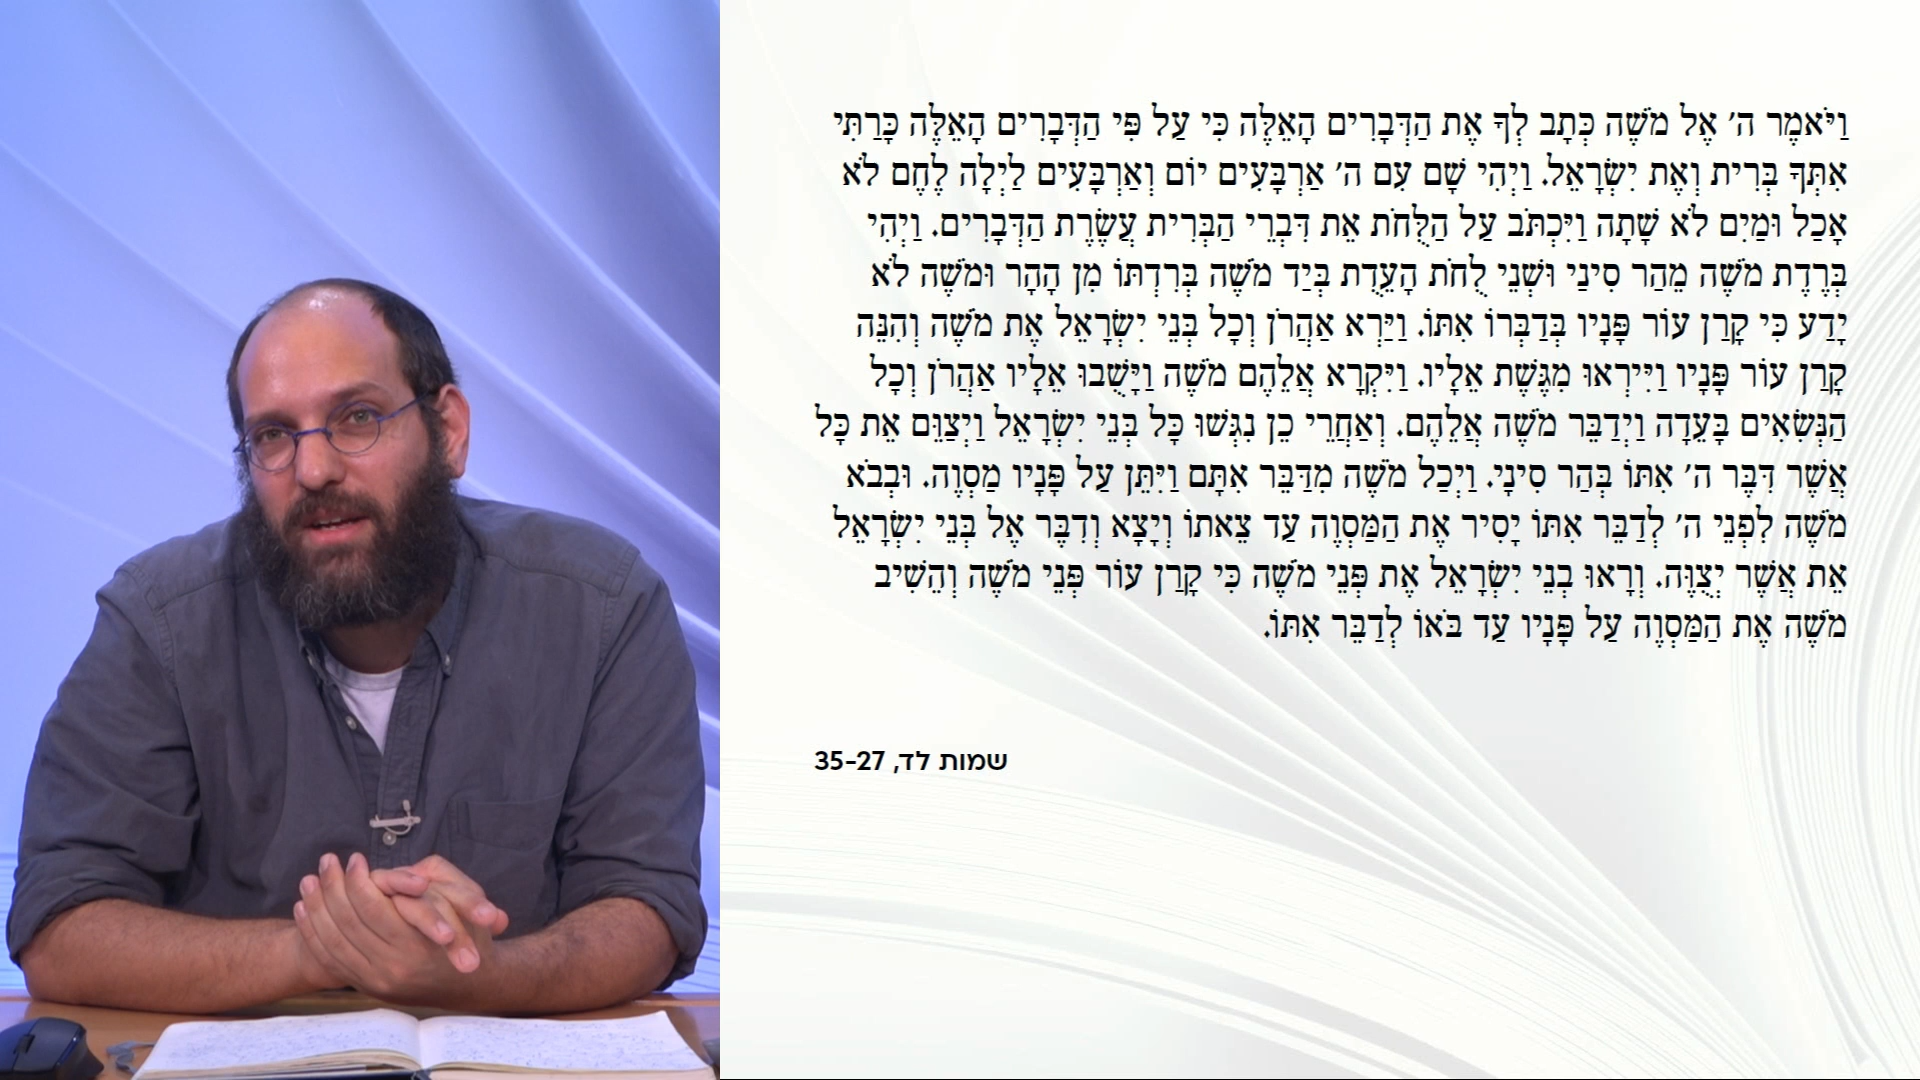 וַיֹּאמֶר ה׳ אֶל מֹשֶׁה כְּתָב לְךָ אֶת הַדְּבָרִים הָאֵלֶּה כִּי עַל פִּי הַדְּבָרִים הָאֵלֶּה כָּרַתִּי
אִתְּךָ בְּרִית וְאֶת יִשְׂרָאֵל. וַיְהִי שָׁם עִם ה׳ אַרְבָּעִים יוֹם וְאַרְבָּעִים לַיְלָה לֶחֶם לֹא
אָכַל וּמַיִם לֹא שָׁתָה וַיִּכְתֹּב עַל הַלֻּחֹת אֵת דִּבְרֵי הַבְּרִית עֲשֶׂרֶת הַדְּבָרִים. וַיְהִי
בְּרֶדֶת מֹשֶׁה מֵהַר סִינַי וּשְׁנֵי לֻחֹת הָעֵדֻת בְּיַד מֹשֶׁה בְּרִדְתּוֹ מִן הָהָר וּמֹשֶׁה לֹא
יָדַע כִּי קָרַן עוֹר פָּנָיו בְּדַבְּרוֹ אִתּוֹ. וַיַּרְא אַהֲרֹן וְכָל בְּנֵי יִשְׂרָאֵל אֶת מֹשֶׁה וְהִנֵּה
קָרַן עוֹר פָּנָיו וַיִּירְאוּ מִגֶּשֶׁת אֵלָיו. וַיִּקְרָא אֲלֵהֶם מֹשֶׁה וַיָּשֻׁבוּ אֵלָיו אַהֲרֹן וְכָל
הַנְּשִׂאִים בָּעֵדָה וַיְדַבֵּר מֹשֶׁה אֲלֵהֶם. וְאַחֲרֵי כֵן נִגְּשׁוּ כָּל בְּנֵי יִשְׂרָאֵל וַיְצַוֵּם אֵת כָּל
אֲשֶׁר דִּבֶּר ה׳ אִתּוֹ בְּהַר סִינָי. וַיְכַל מֹשֶׁה מִדַּבֵּר אִתָּם וַיִּתֵּן עַל פָּנָיו מַסְוֶה. וּבְבֹא
מֹשֶׁה לִפְנֵי ה׳ לְדַבֵּר אִתּוֹ יָסִיר אֶת הַמַּסְוֶה עַד צֵאתוֹ וְיָצָא וְדִבֶּר אֶל בְּנֵי יִשְׂרָאֵל
אֵת אֲשֶׁר יְצֻוֶּה. וְרָאוּ בְנֵי יִשְׂרָאֵל אֶת פְּנֵי מֹשֶׁה כִּי קָרַן עוֹר פְּנֵי מֹשֶׁה וְהֵשִׁיב
מֹשֶׁה אֶת הַמַּסְוֶה עַל פָּנָיו עַד בֹּאוֹ לְדַבֵּר אִתּוֹ.
שמות לד, 27-35